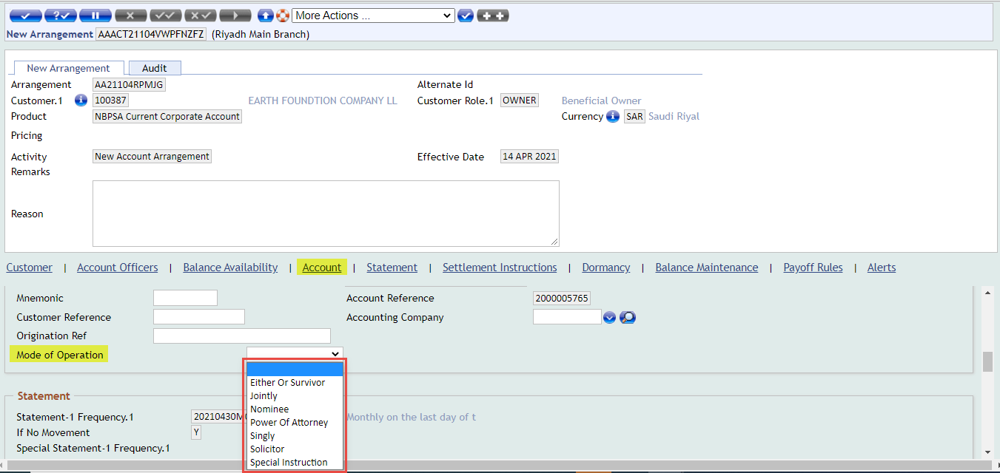 More Actions ...
New Arrangement AAACT21104VWPFNZFZ (Riyadh Main Branch)
New Arrangement Audit
Arrangement AA21104RPMJG Alternate Id
Customer.1 100387 EARTH FOUNDTION COMPANY LL Customer Role.1 OWNER Beneficial Owner
Product NBPSA Current Corporate Account Currency SAR Saudi Riyal
Pricing
Activity New Account Arrangement Effective Date 14 APR 2021
Remarks
Reason
Customer | Account Officers | Balance Availability | Account | Statement | Settlement Instructions | Dormancy | Balance Maintenance | Payoff Rules | Alerts
Mnemonic Account Reference 2000005765
Customer Reference Accounting Company
Origination Ref
Mode of Operation
Either Or Survivor
Jointly
Nominee
Power Of Attorney
Singly
Solicitor
Special Instruction
Statement
Statement-1 Frequency.1 20210430M Monthly on the last day of t
If No Movement Y
Special Statement-1 Frequency.1